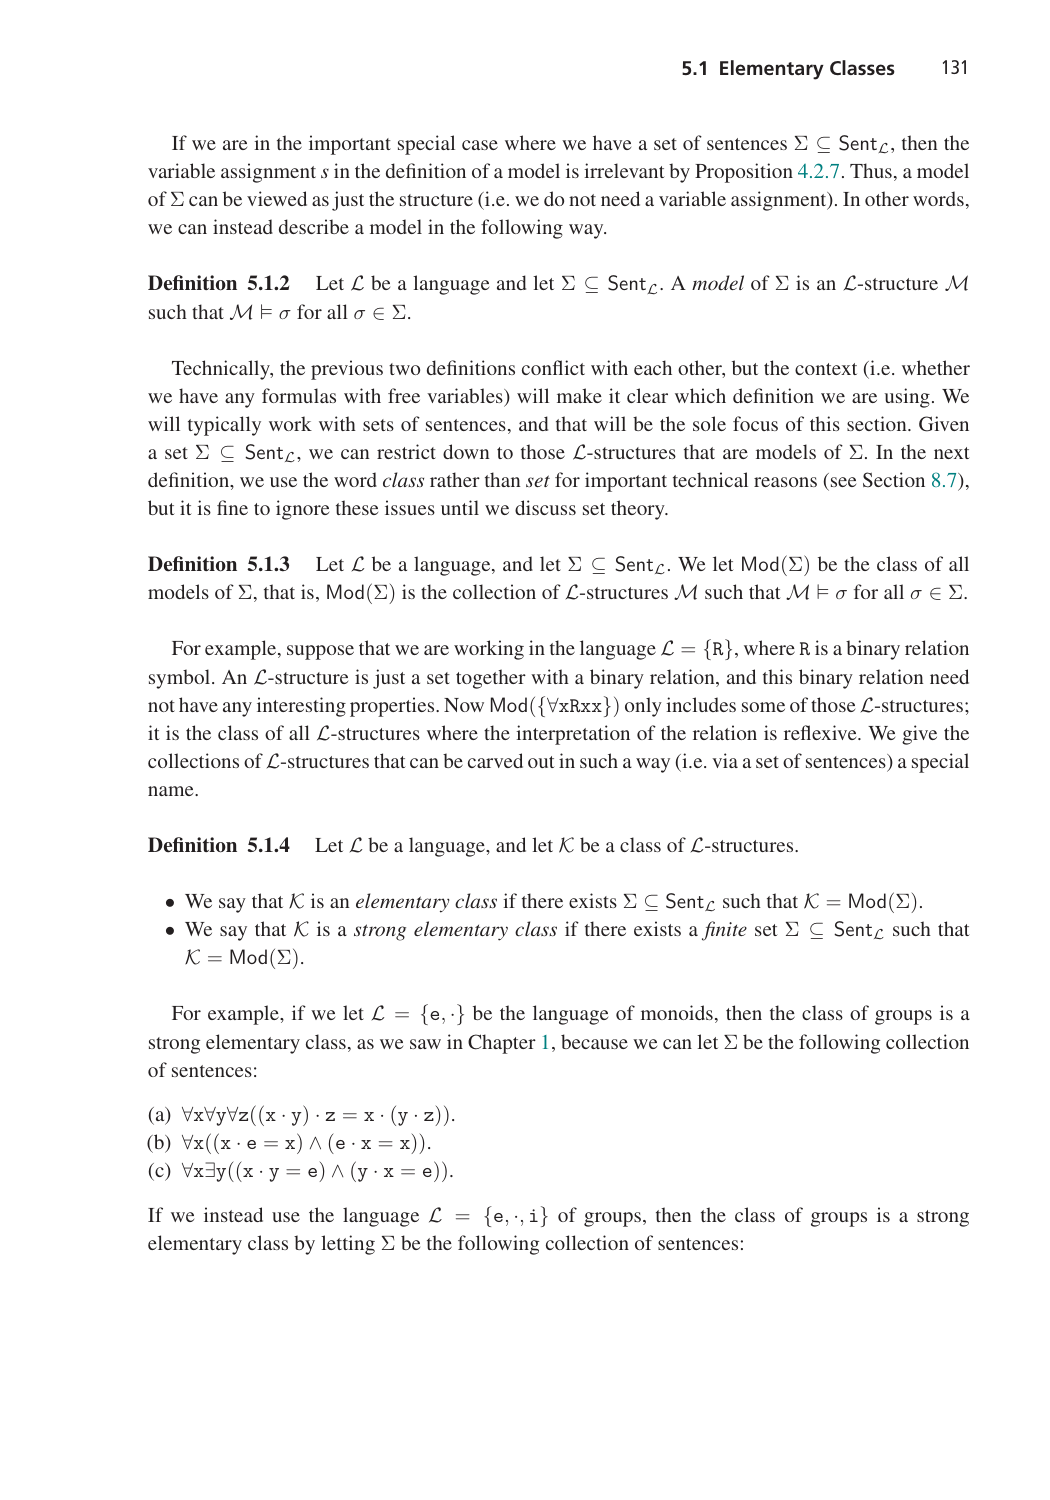 5.1 Elementary Classes 131
If we are in the important special case where we have a set of sentences Σ ⊆ Sent_ℒ, then the
variable assignment s in the definition of a model is irrelevant by Proposition 4.2.7. Thus, a model
of Σ can be viewed as just the structure (i.e. we do not need a variable assignment). In other words,
we can instead describe a model in the following way.
Definition 5.1.2 Let ℒ be a language and let Σ ⊆ Sent_ℒ. A model of Σ is an ℒ-structure ℳ
such that ℳ ⊨ σ for all σ ∈ Σ.
Technically, the previous two definitions conflict with each other, but the context (i.e. whether
we have any formulas with free variables) will make it clear which definition we are using. We
will typically work with sets of sentences, and that will be the sole focus of this section. Given
a set Σ ⊆ Sent_ℒ, we can restrict down to those ℒ-structures that are models of Σ. In the next
definition, we use the word class rather than set for important technical reasons (see Section 8.7),
but it is fine to ignore these issues until we discuss set theory.
Definition 5.1.3 Let ℒ be a language, and let Σ ⊆ Sent_ℒ. We let Mod(Σ) be the class of all
models of Σ, that is, Mod(Σ) is the collection of ℒ-structures ℳ such that ℳ ⊨ σ for all σ ∈ Σ.
For example, suppose that we are working in the language ℒ = {R}, where R is a binary relation
symbol. An ℒ-structure is just a set together with a binary relation, and this binary relation need
not have any interesting properties. Now Mod({∀xRxx}) only includes some of those ℒ-structures;
it is the class of all ℒ-structures where the interpretation of the relation is reflexive. We give the
collections of ℒ-structures that can be carved out in such a way (i.e. via a set of sentences) a special
name.
Definition 5.1.4 Let ℒ be a language, and let 𝒦 be a class of ℒ-structures.
• We say that 𝒦 is an elementary class if there exists Σ ⊆ Sent_ℒ such that 𝒦 = Mod(Σ).
• We say that 𝒦 is a strong elementary class if there exists a finite set Σ ⊆ Sent_ℒ such that
𝒦 = Mod(Σ).
For example, if we let ℒ = {e, ·} be the language of monoids, then the class of groups is a
strong elementary class, as we saw in Chapter 1, because we can let Σ be the following collection
of sentences:
(a) ∀x∀y∀z((x · y) · z = x · (y · z)).
(b) ∀x((x · e = x) ∧ (e · x = x)).
(c) ∀x∃y((x · y = e) ∧ (y · x = e)).
If we instead use the language ℒ = {e, ·, i} of groups, then the class of groups is a strong
elementary class by letting Σ be the following collection of sentences: